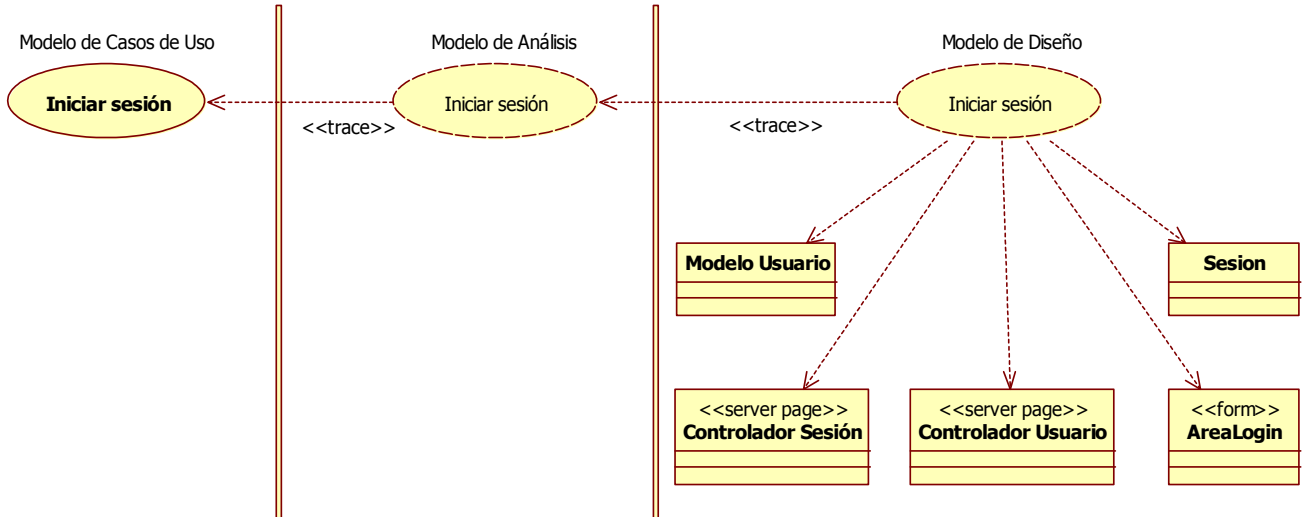 Modelo de Casos de Uso
Modelo de Análisis
Modelo de Diseño
Iniciar sesión
Iniciar sesión
Iniciar sesión
<<trace>>
<<trace>>
Modelo Usuario
Sesion
<<server page>>
Controlador Sesión
<<server page>>
Controlador Usuario
<<form>>
AreaLogin